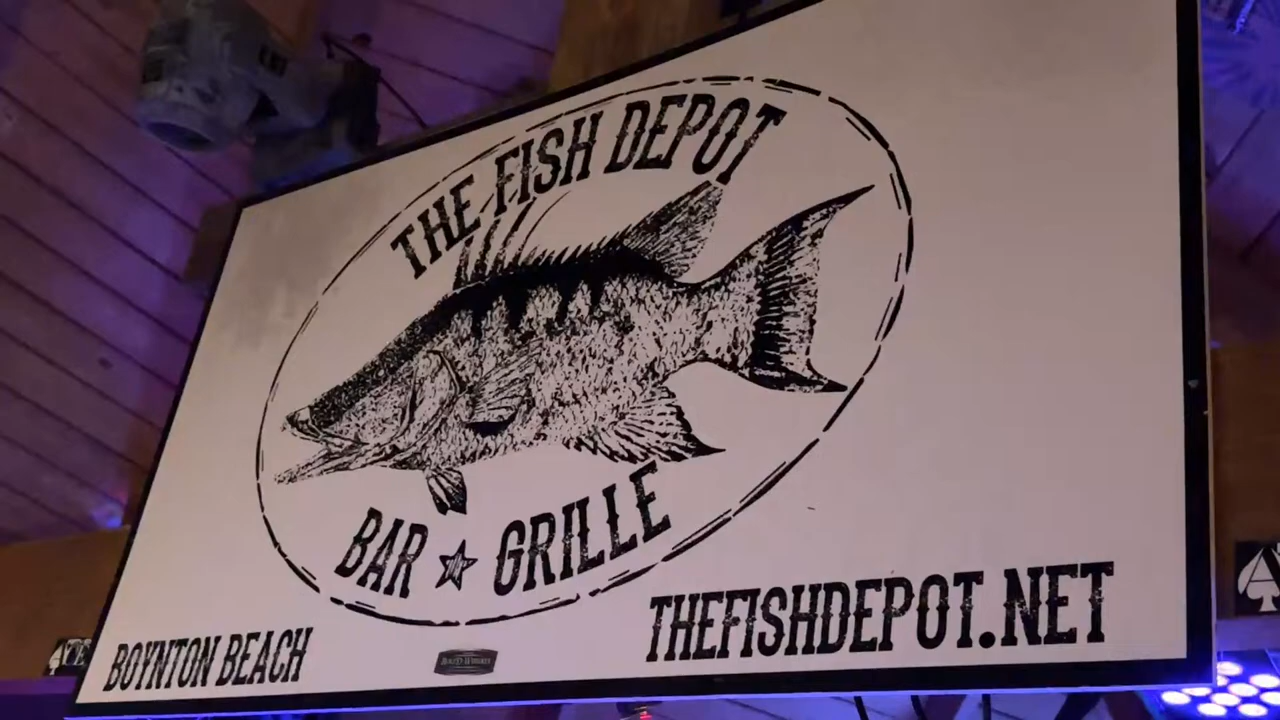 THE FISH DEPOT
BAR GRILLE
BOYNTON BEACH
THEFISHDEPOT.NET